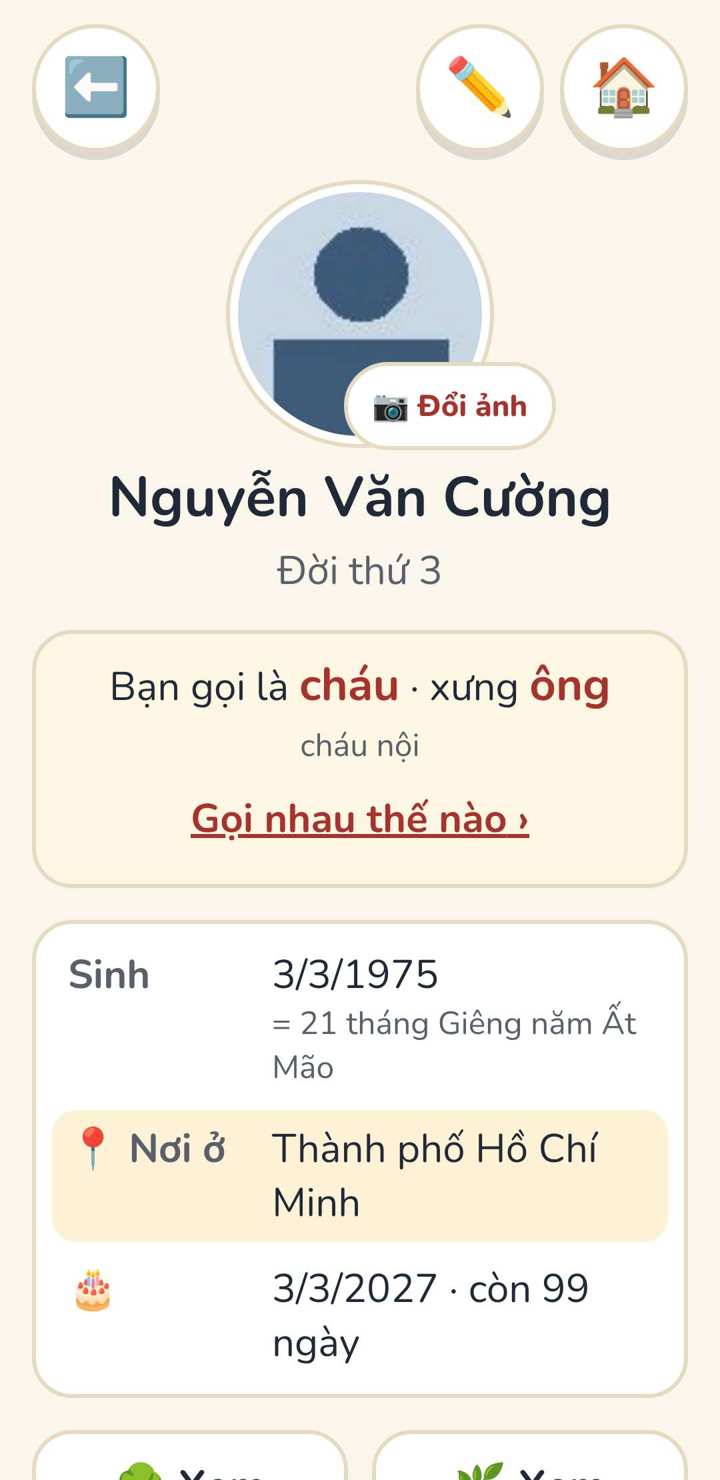 Đổi ảnh
Nguyễn Văn Cường
Đời thứ 3
Bạn gọi là cháu · xưng ông
cháu nội
Gọi nhau thế nào ›
Sinh
3/3/1975
= 21 tháng Giêng năm Ất
Mão
Nơi ở
Thành phố Hồ Chí
Minh
3/3/2027 · còn 99
ngày